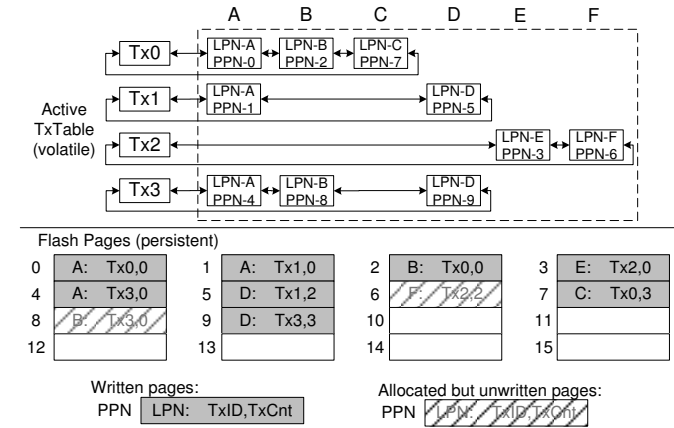 A B C D E F
Tx0 LPN-A LPN-B LPN-C
PPN-0 PPN-2 PPN-7
Tx1 LPN-A LPN-D
PPN-1 PPN-5
Active
TxTable
(volatile)
Tx2 LPN-E LPN-F
PPN-3 PPN-6
Tx3 LPN-A LPN-B LPN-D
PPN-4 PPN-8 PPN-9
Flash Pages (persistent)
0 A: Tx0,0 1 A: Tx1,0 2 B: Tx0,0 3 E: Tx2,0
4 A: Tx3,0 5 D: Tx1,2 6 F: Tx2,2 7 C: Tx0,3
8 B: Tx3,0 9 D: Tx3,3 10 11
12 13 14 15
Written pages:
PPN LPN: TxID,TxCnt
Allocated but unwritten pages:
PPN LPN: TxID,TxCnt